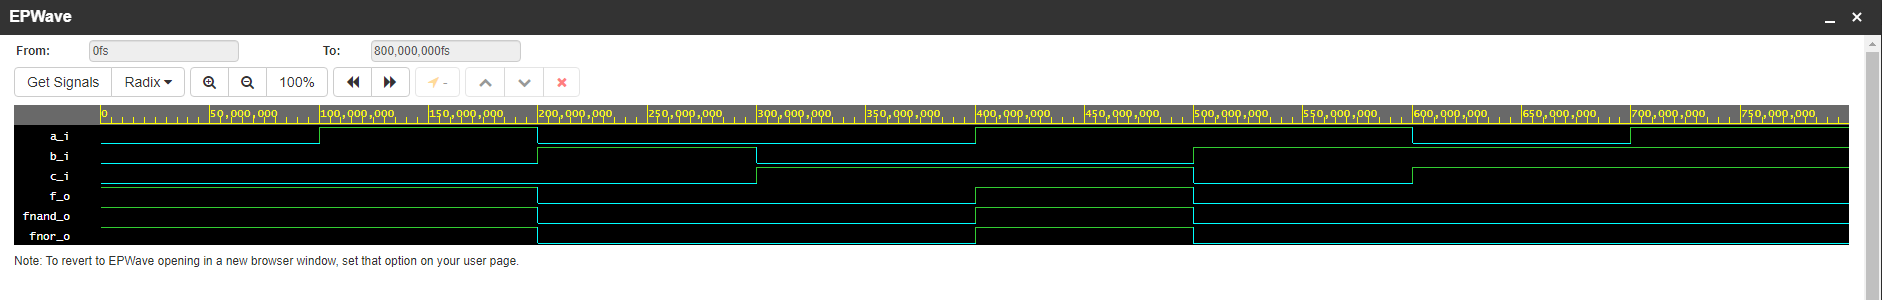 EPWave
From: 0fs To: 800,000,000fs
Get Signals Radix 100% -
0 50,000,000 100,000,000 150,000,000 200,000,000 250,000,000 300,000,000 350,000,000 400,000,000 450,000,000 500,000,000 550,000,000 600,000,000 650,000,000 700,000,000 750,000,000
a_i
b_i
c_i
f_o
fnand_o
fnor_o
Note: To revert to EPWave opening in a new browser window, set that option on your user page.